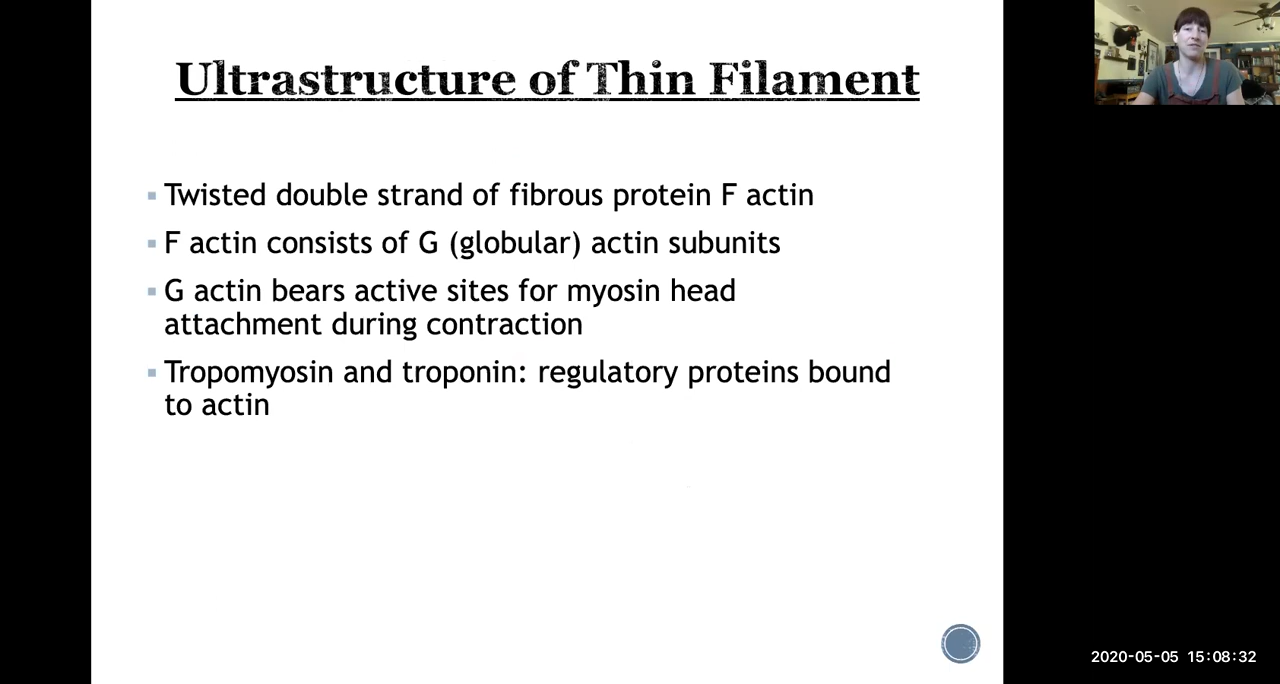 Ultrastructure of Thin Filament
Twisted double strand of fibrous protein F actin
F actin consists of G (globular) actin subunits
G actin bears active sites for myosin head
attachment during contraction
Tropomyosin and troponin: regulatory proteins bound
to actin
2020-05-05 15:08:32